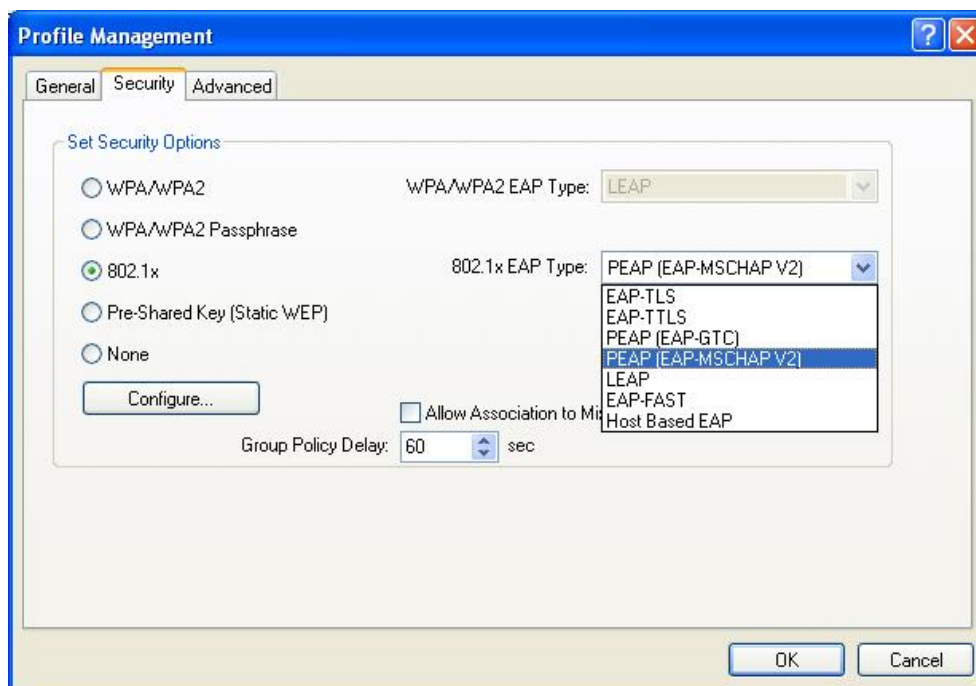 Profile Management
General Security Advanced
Set Security Options
WPA/WPA2 WPA/WPA2 EAP Type: LEAP
WPA/WPA2 Passphrase
802.1x 802.1x EAP Type: PEAP (EAP-MSCHAP V2)
EAP-TLS
EAP-TTLS
Pre-Shared Key (Static WEP) PEAP (EAP-GTC)
None PEAP (EAP-MSCHAP V2)
LEAP
Configure... EAP-FAST
Allow Association to Mi Host Based EAP
Group Policy Delay: 60 sec
OK Cancel